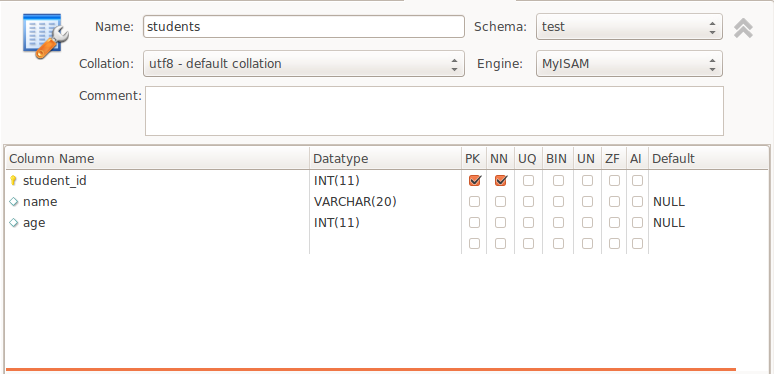 Name: students Schema: test
Collation: utf8 - default collation Engine: MyISAM
Comment:
Column Name Datatype PK NN UQ BIN UN ZF AI Default
student_id INT(11)
name VARCHAR(20) NULL
age INT(11) NULL